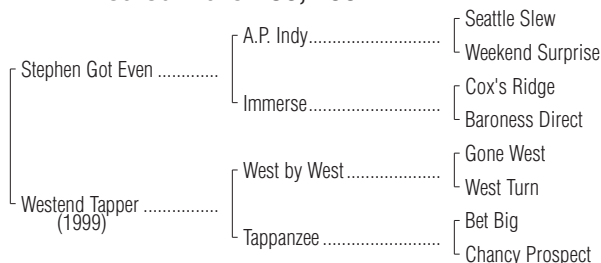 Seattle Slew
A.P. Indy
Weekend Surprise
Stephen Got Even
Cox's Ridge
Immerse
Baroness Direct
Gone West
West by West
West Turn
Westend Tapper
(1999)
Bet Big
Tappanzee
Chancy Prospect